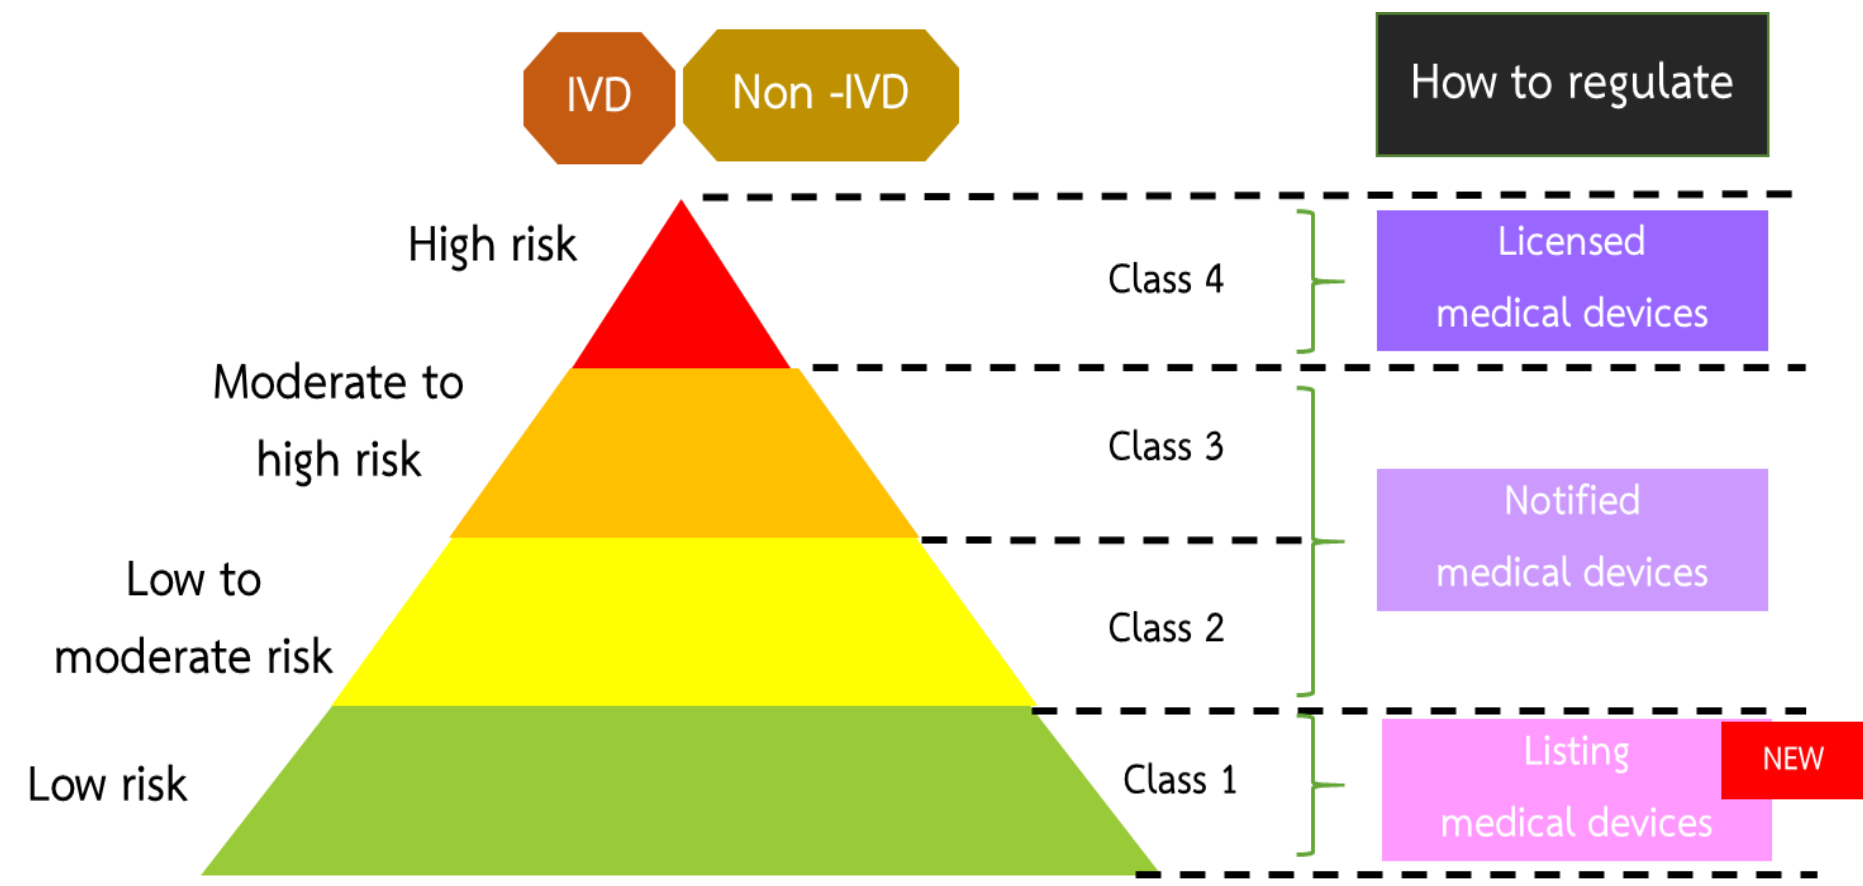 IVD
Non -IVD
How to regulate
High risk
Class 4
Licensed
medical devices
Moderate to
high risk
Class 3
Notified
medical devices
Low to
moderate risk
Class 2
Low risk
Class 1
Listing
medical devices
NEW